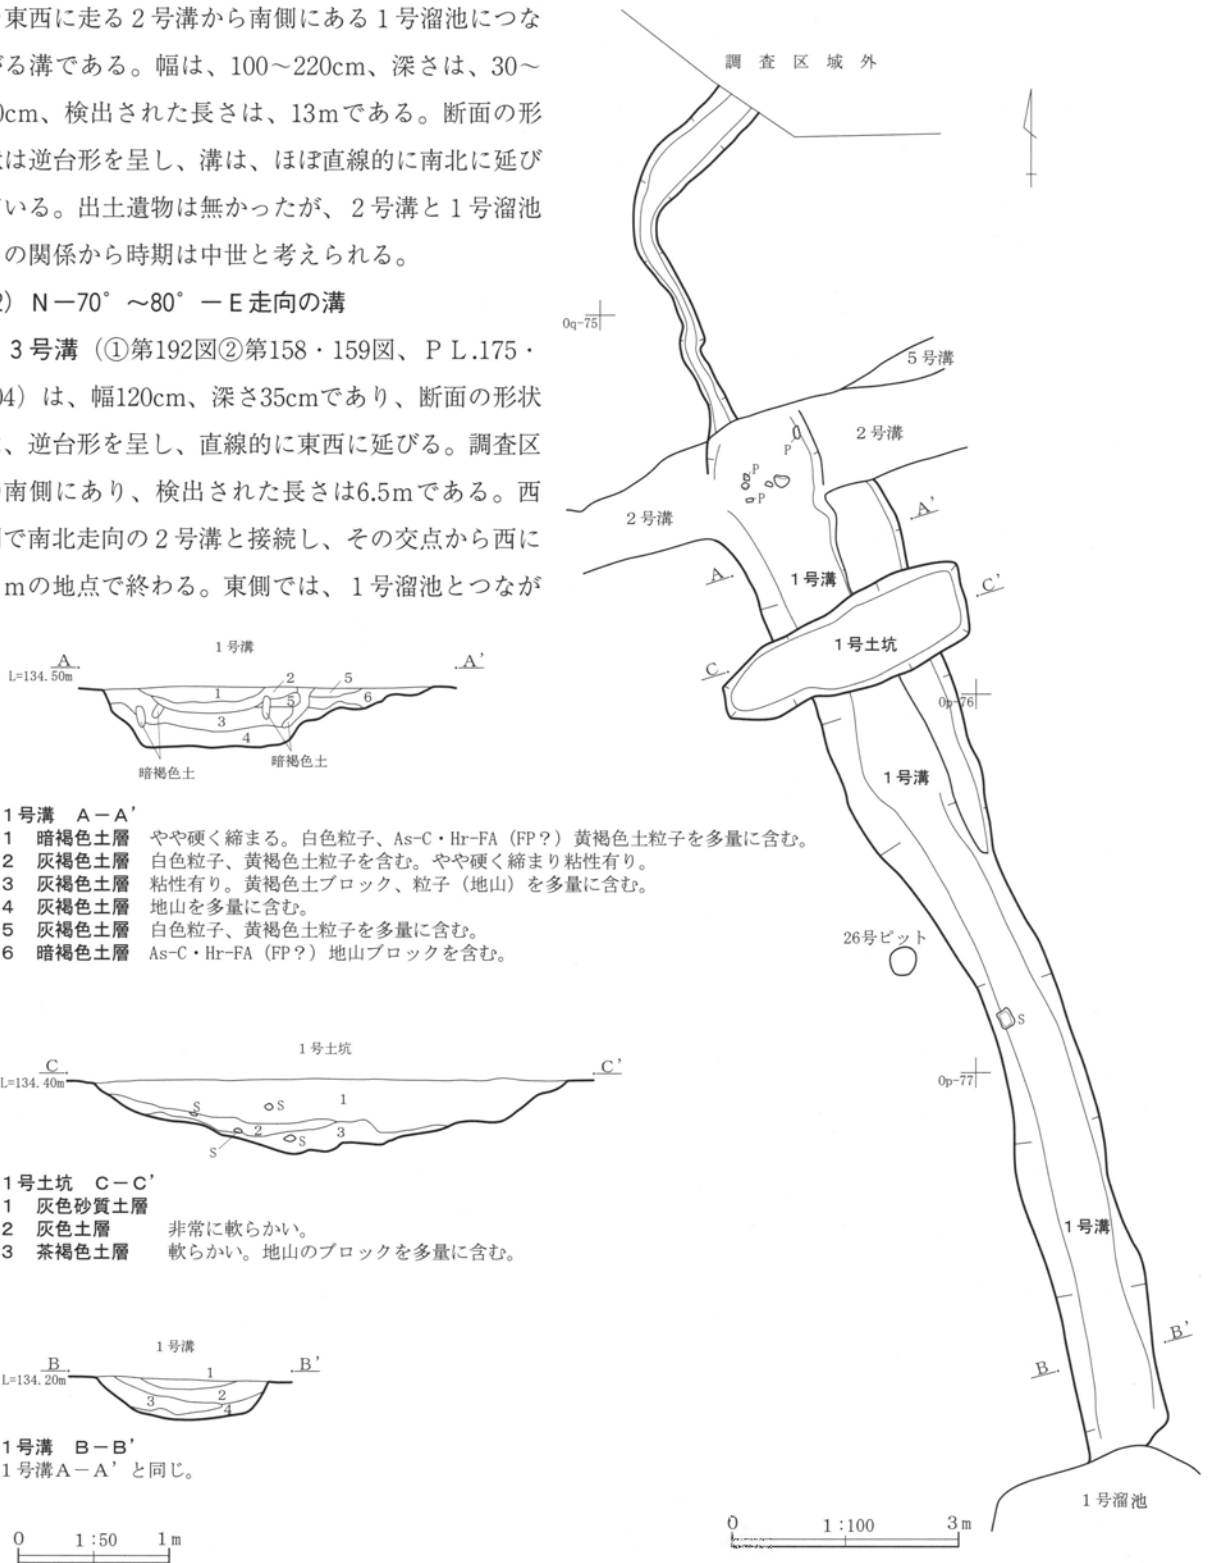 東西に走る２号溝から南側にある１号溜池につな
る溝である。幅は、100～220cm、深さは、30～
0cm、検出された長さは、13mである。断面の形
は逆台形を呈し、溝は、ほぼ直線的に南北に延び
いる。出土遺物は無かったが、２号溝と１号溜池
の関係から時期は中世と考えられる。
2）Ｎ－70°～80°－Ｅ走向の溝
３号溝（①第192図②第158・159図、ＰＬ.175・
04）は、幅120cm、深さ35cmであり、断面の形状
、逆台形を呈し、直線的に東西に延びる。調査区
南側にあり、検出された長さは6.5mである。西
で南北走向の２号溝と接続し、その交点から西に
ｍの地点で終わる。東側では、１号溜池とつなが
１号溝
A
A'
L=134.50m
1
2
5
5
6
3
4
暗褐色土
暗褐色土
１号溝　Ａ－Ａ'
1　暗褐色土層　やや硬く締まる。白色粒子、As-C・Hr-FA（FP？）黄褐色土粒子を多量に含む。
2　灰褐色土層　白色粒子、黄褐色土粒子を含む。やや硬く締まり粘性有り。
3　灰褐色土層　粘性有り。黄褐色土ブロック、粒子（地山）を多量に含む。
4　灰褐色土層　地山を多量に含む。
5　灰褐色土層　白色粒子、黄褐色土粒子を多量に含む。
6　暗褐色土層　As-C・Hr-FA（FP？）地山ブロックを含む。
１号土坑
C
C'
L=134.40m
S
S
1
2
3
S
S
１号土坑　Ｃ－Ｃ'
1　灰色砂質土層
2　灰色土層　非常に軟らかい。
3　茶褐色土層　軟らかい。地山のブロックを多量に含む。
１号溝
B
B'
L=134.20m
1
2
3
4
１号溝　Ｂ－Ｂ'
１号溝Ａ－Ａ'と同じ。
0　1:50　1m
調査区域外
0q-75
５号溝
２号溝
P
P
P
２号溝
A'
A
１号溝
C'
１号土坑
C
0p-76
１号溝
26号ピット
S
0p-77
１号溝
B'
B
１号溜池
0　1:100　3m